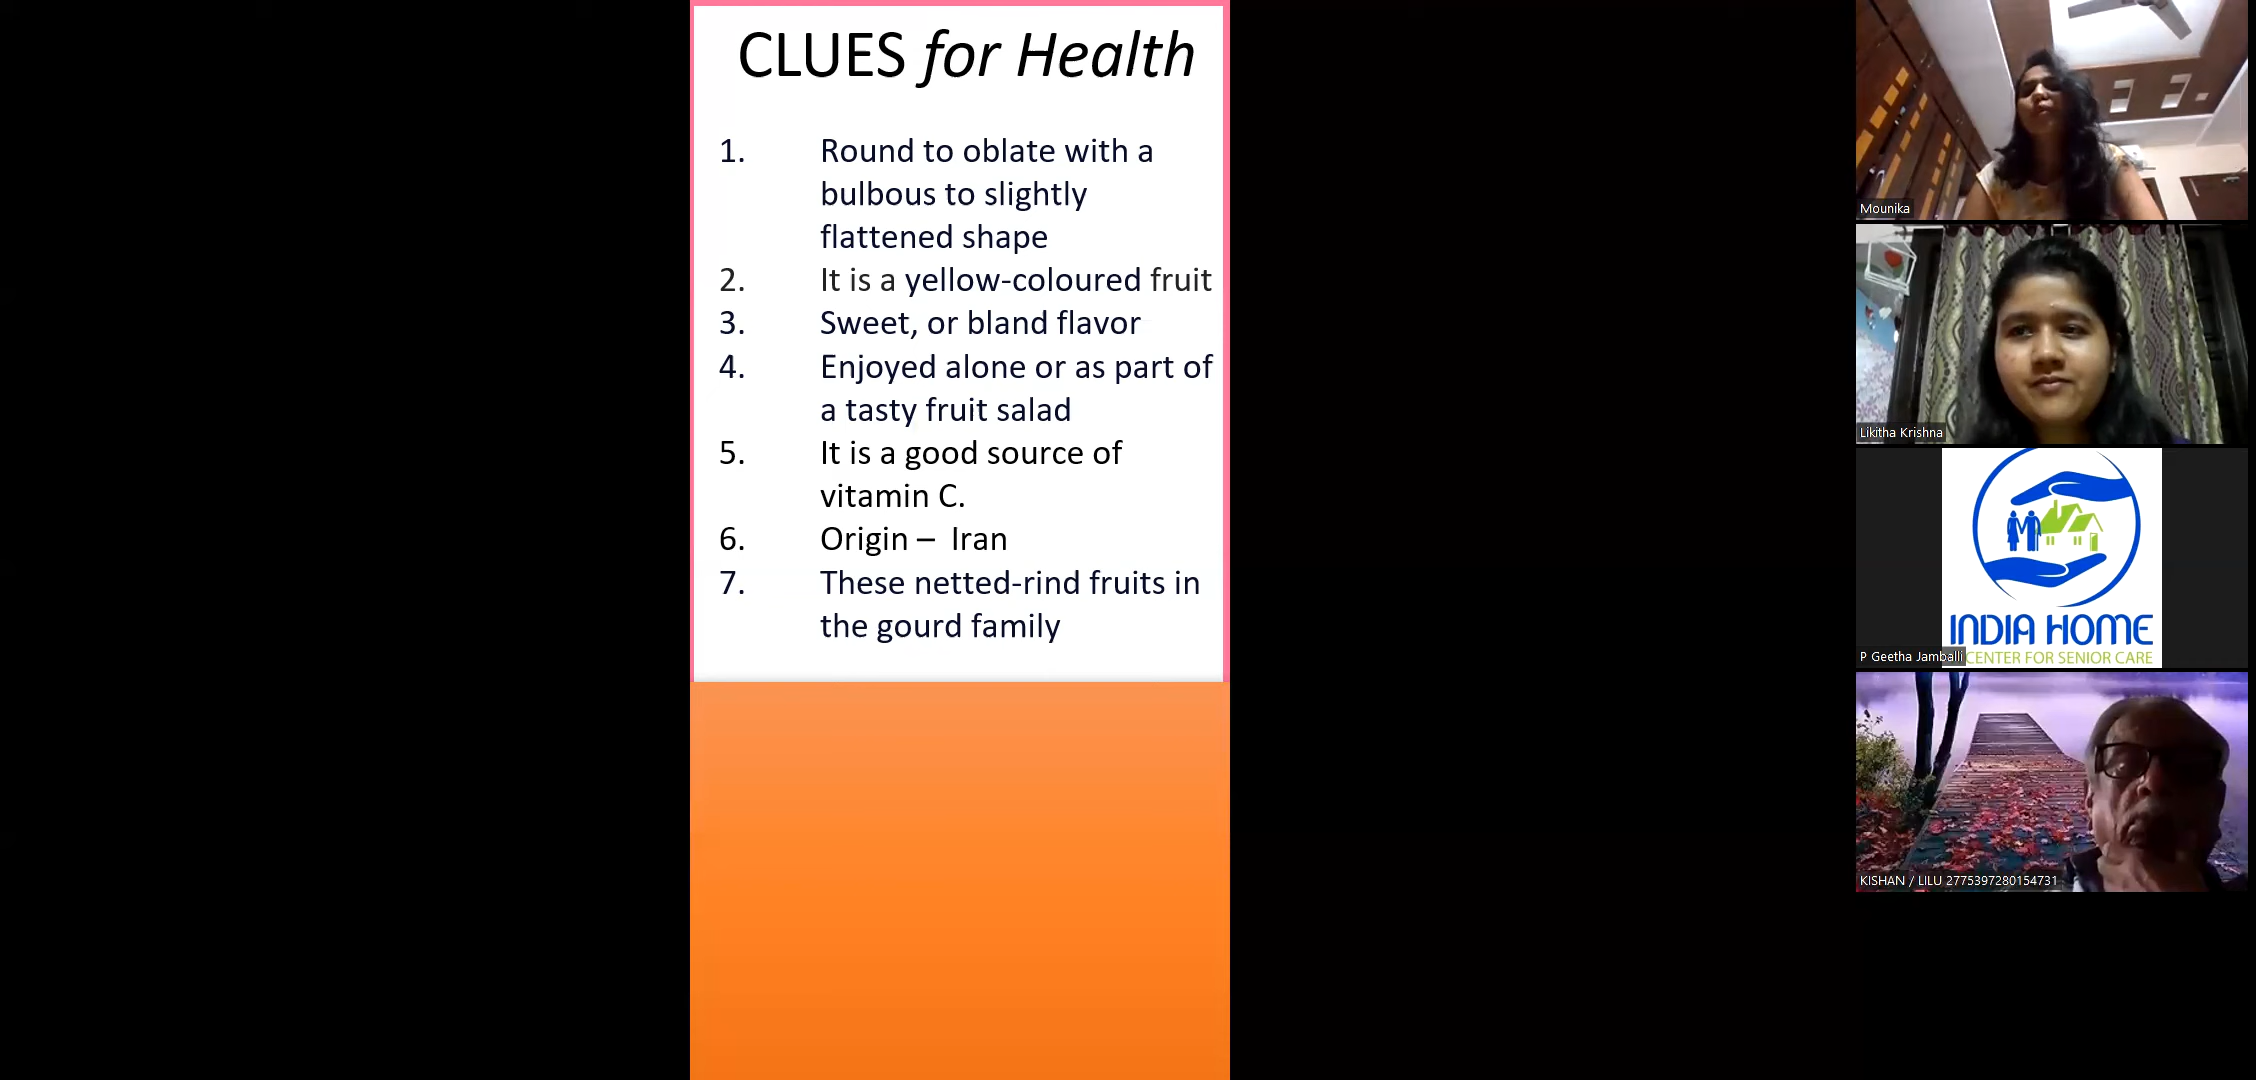 CLUES for Health
1. Round to oblate with a
bulbous to slightly
flattened shape
2. It is a yellow-coloured fruit
3. Sweet, or bland flavor
4. Enjoyed alone or as part of
a tasty fruit salad
5. It is a good source of
vitamin C.
6. Origin – Iran
7. These netted-rind fruits in
the gourd family
Mounika
Likitha Krishna
INDIA HOME
CENTER FOR SENIOR CARE
P Geetha Jamballi
KISHAN / LILU 2775397280154731